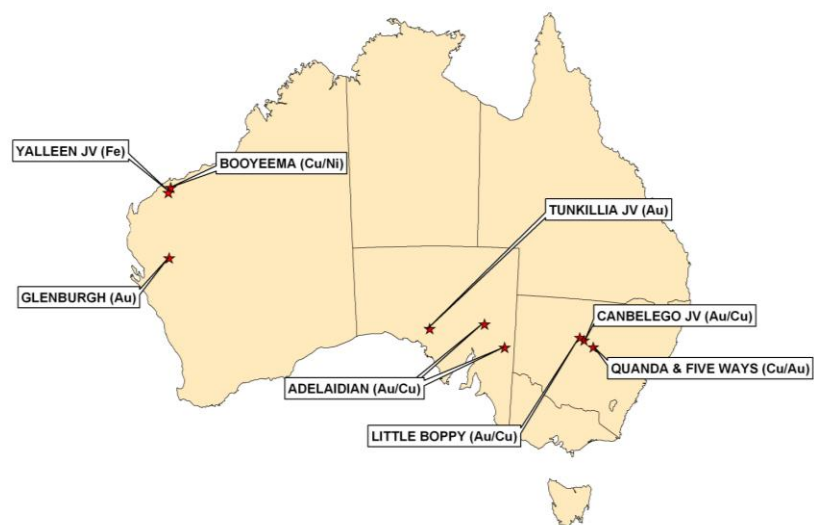 YALLEEN JV (Fe)
BOOYEEMA (Cu/Ni)
TUNKILLIA JV (Au)
GLENBURGH (Au)
CANBELEGO JV (Au/Cu)
QUANDA & FIVE WAYS (Cu/Au)
ADELAIDIAN (Au/Cu)
LITTLE BOPPY (Au/Cu)